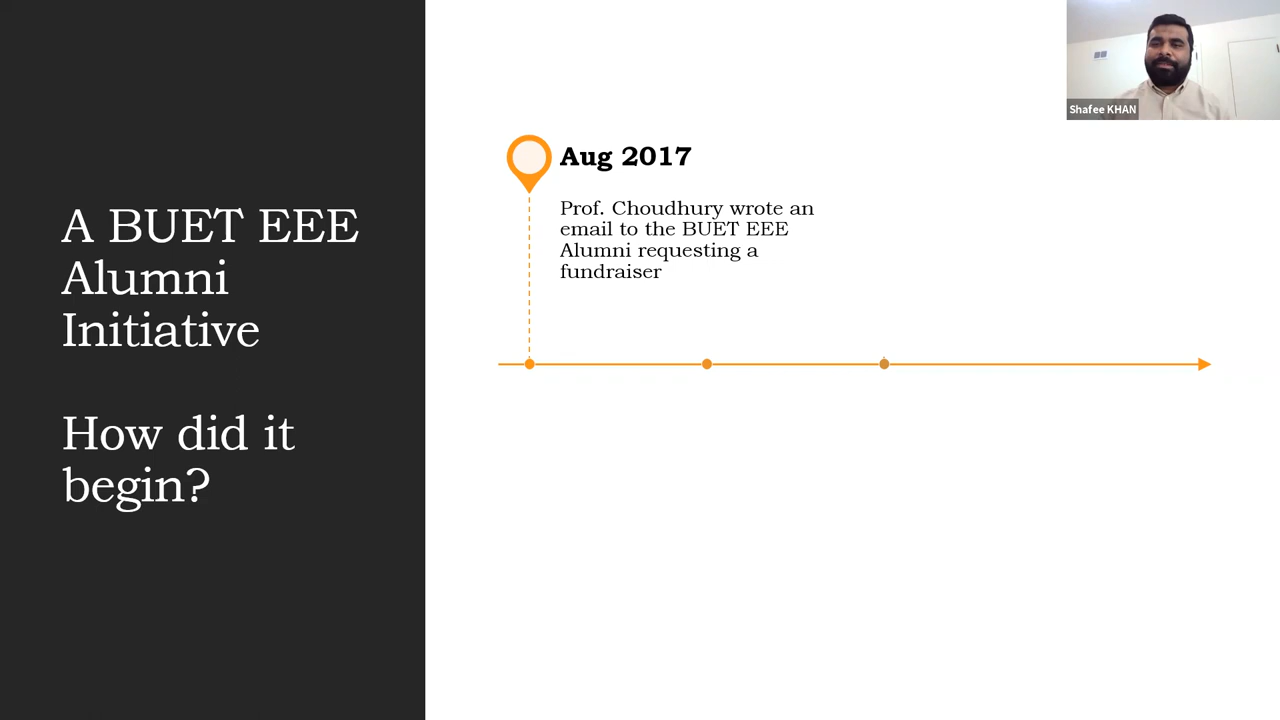 A BUET EEE
Alumni
Initiative
How did it
begin?
Aug 2017
Prof. Choudhury wrote an
email to the BUET EEE
Alumni requesting a
fundraiser
Shafee KHAN